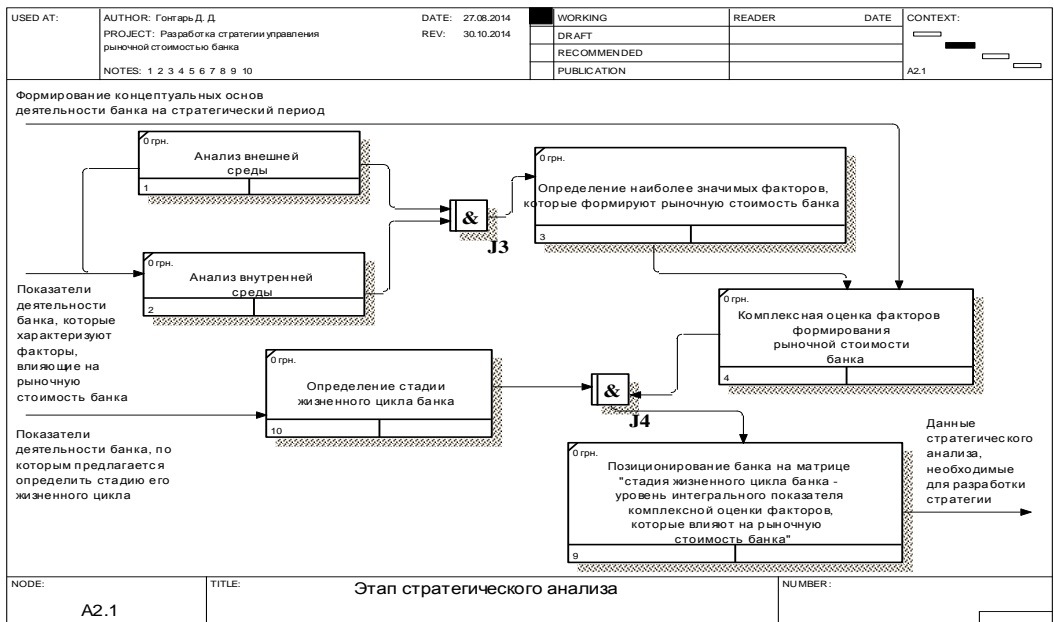 USED AT:
AUTHOR: Гонтарь Д. Д.
DATE: 27.08.2014
WORKING
READER
DATE
CONTEXT:
PROJECT: Разработка стратегии управления
REV: 30.10.2014
DRAFT
рыночной стоимостью банка
RECOMMENDED
NOTES: 1 2 3 4 5 6 7 8 9 10
PUBLICATION
A2.1
Формирование концептуальных основ
деятельности банка на стратегический период
0 грн.
Анализ внешней
среды
1
0 грн.
Определение наиболее значимых факторов,
которые формируют рыночную стоимость банка
3
&
J3
0 грн.
Анализ внутренней
среды
2
Показатели
деятельности
банка, которые
характеризуют
факторы,
влияющие на
рыночную
стоимость банка
0 грн.
Комплексная оценка факторов
формирования
рыночной стоимости
банка
4
0 грн.
Определение стадии
жизненного цикла банка
10
&
J4
Показатели
деятельности банка, по
которым предлагается
определить стадию его
жизненного цикла
0 грн.
Позиционирование банка на матрице
"стадия жизненного цикла банка -
уровень интегрального показателя
комплексной оценки факторов,
которые влияют на рыночную
стоимость банка"
9
Данные
стратегического
анализа,
необходимые
для разработки
стратегии
NODE:
TITLE:
Этап стратегического анализа
NUMBER:
A2.1